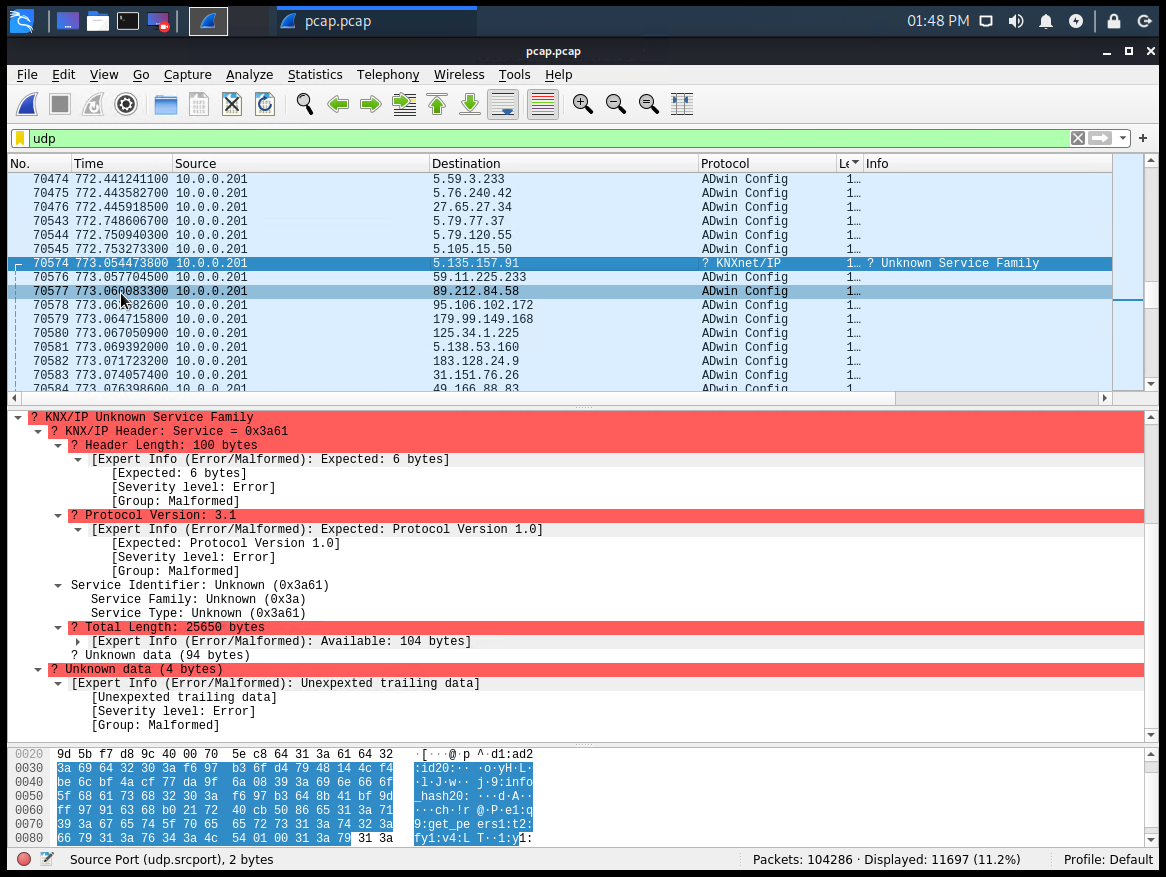 pcap.pcap
01:48 PM
pcap.pcap
File Edit View Go Capture Analyze Statistics Telephony Wireless Tools Help
udp
No. Time Source Destination Protocol Le Info
70474 772.441241100 10.0.0.201 5.59.3.233 ADwin Config 1…
70475 772.443582700 10.0.0.201 5.76.240.42 ADwin Config 1…
70476 772.445918500 10.0.0.201 27.65.27.34 ADwin Config 1…
70543 772.748606700 10.0.0.201 5.79.77.37 ADwin Config 1…
70544 772.750940300 10.0.0.201 5.79.120.55 ADwin Config 1…
70545 772.753273300 10.0.0.201 5.105.15.50 ADwin Config 1…
70574 773.054473800 10.0.0.201 5.135.157.91 ? KNXnet/IP 1… ? Unknown Service Family
70576 773.057704500 10.0.0.201 59.11.225.233 ADwin Config 1…
70577 10.0.0.201 89.212.84.58 ADwin Config 1…
70578 10.0.0.201 95.106.102.172 ADwin Config 1…
70579 773.064715800 10.0.0.201 179.99.149.168 ADwin Config 1…
70580 773.067050900 10.0.0.201 125.34.1.225 ADwin Config 1…
70581 773.069392000 10.0.0.201 5.138.53.160 ADwin Config 1…
70582 773.071723200 10.0.0.201 183.128.24.9 ADwin Config 1…
70583 773.074057400 10.0.0.201 31.151.76.26 ADwin Config 1…
70584 773.076398600 10.0.0.201 49.166.88.83 ADwin Config 1…
? KNX/IP Unknown Service Family
? KNX/IP Header: Service = 0x3a61
? Header Length: 100 bytes
[Expert Info (Error/Malformed): Expected: 6 bytes]
[Expected: 6 bytes]
[Severity level: Error]
[Group: Malformed]
? Protocol Version: 3.1
[Expert Info (Error/Malformed): Expected: Protocol Version 1.0]
[Expected: Protocol Version 1.0]
[Severity level: Error]
[Group: Malformed]
Service Identifier: Unknown (0x3a61)
Service Family: Unknown (0x3a)
Service Type: Unknown (0x3a61)
? Total Length: 25650 bytes
[Expert Info (Error/Malformed): Available: 104 bytes]
? Unknown data (94 bytes)
? Unknown data (4 bytes)
[Expert Info (Error/Malformed): Unexpexted trailing data]
[Unexpexted trailing data]
[Severity level: Error]
[Group: Malformed]
0020 9d 5b f7 d8 9c 40 00 70 5e c8 64 31 3a 61 64 32 ·[···@·p ^·d1:ad2
0030 3a 69 64 32 30 3a f6 97 b3 6f d4 79 48 14 4c f4 :id20:·· ·o·yH·L·
0040 be 6c bf 4a cf 77 da 9f 6a 08 39 3a 69 6e 66 6f ·l·J·w·· j·9:info
0050 5f 68 61 73 68 32 30 3a f6 97 b3 64 8b 41 bf 9d _hash20: ···d·A··
0060 ff 97 91 63 68 b0 21 72 40 cb 50 86 65 31 3a 71 ···ch·!r @·P·e1:q
0070 39 3a 67 65 74 5f 70 65 65 72 73 31 3a 74 32 3a 9:get_pe ers1:t2:
0080 66 79 31 3a 76 34 3a 4c 54 01 00 31 3a 79 31 3a fy1:v4:L T··1:y1:
Source Port (udp.srcport), 2 bytes
Packets: 104286 · Displayed: 11697 (11.2%)
Profile: Default